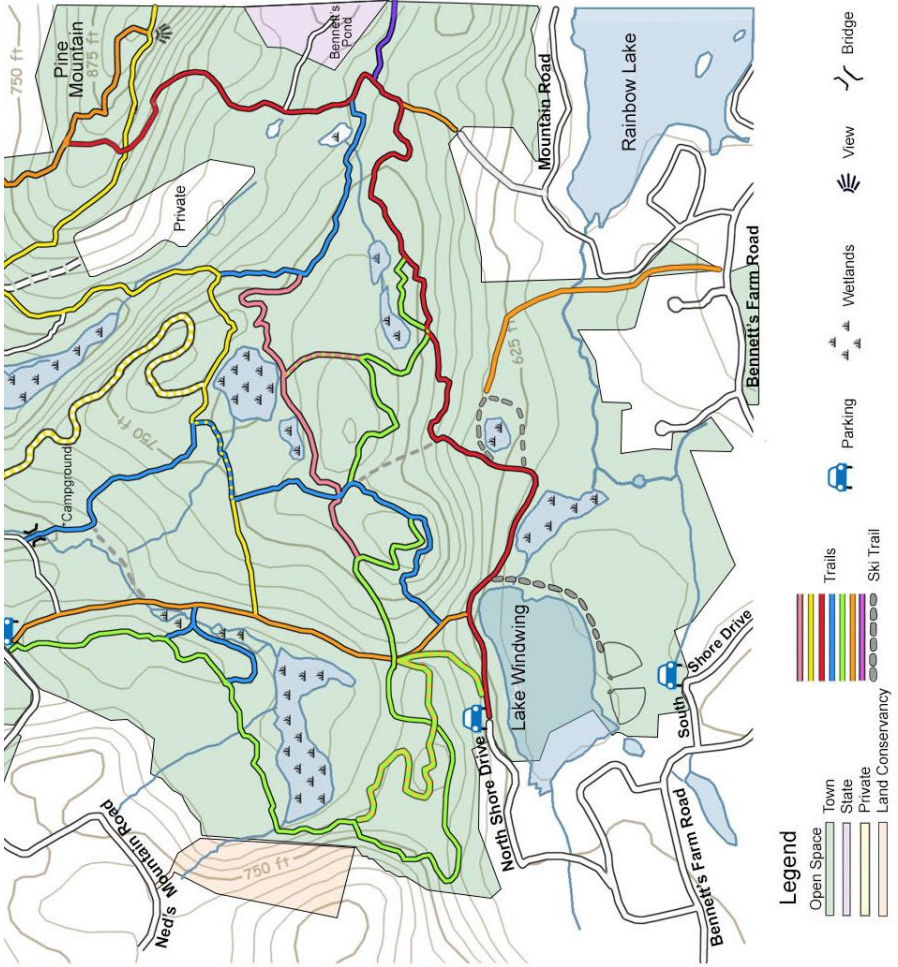 750 ft
Pine
Mountain
875 ft
Bennett's
Pond
Private
Mountain Road
Rainbow Lake
625 ft
Bennett's Farm Road
750 ft
*Campground
Lake Windwing
North Shore Drive
South Shore Drive
Bennett's Farm Road
Ned's Mountain Road
750 ft
Legend
Open Space
Town
State
Private
Land Conservancy
Trails
Ski Trail
Parking
Wetlands
View
Bridge